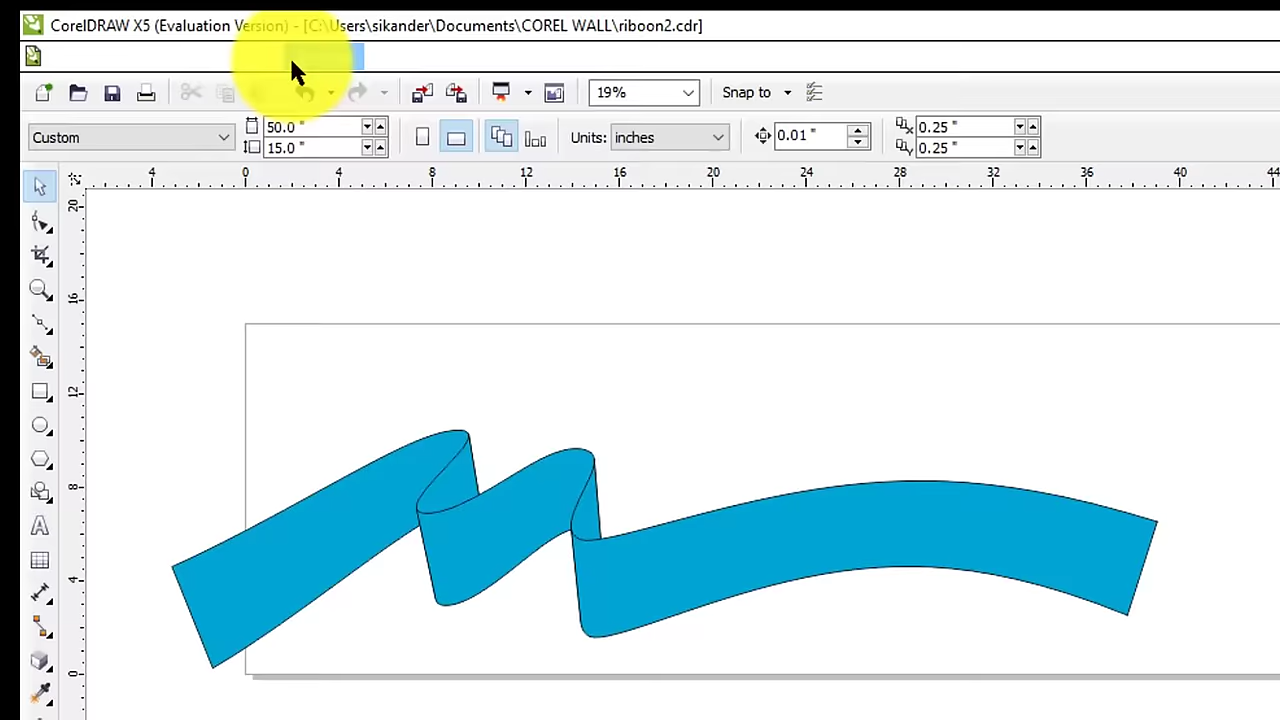 CorelDRAW X5 (Evaluation Version) - [C:\Users\sikander\Documents\COREL WALL\riboon2.cdr]
19% Snap to
Custom 50.0 " 15.0 " Units: inches 0.01 " 0.25 " 0.25 "
4 0 4 8 12 16 20 24 28 32 36 40 44
20
16
12
8
4
0